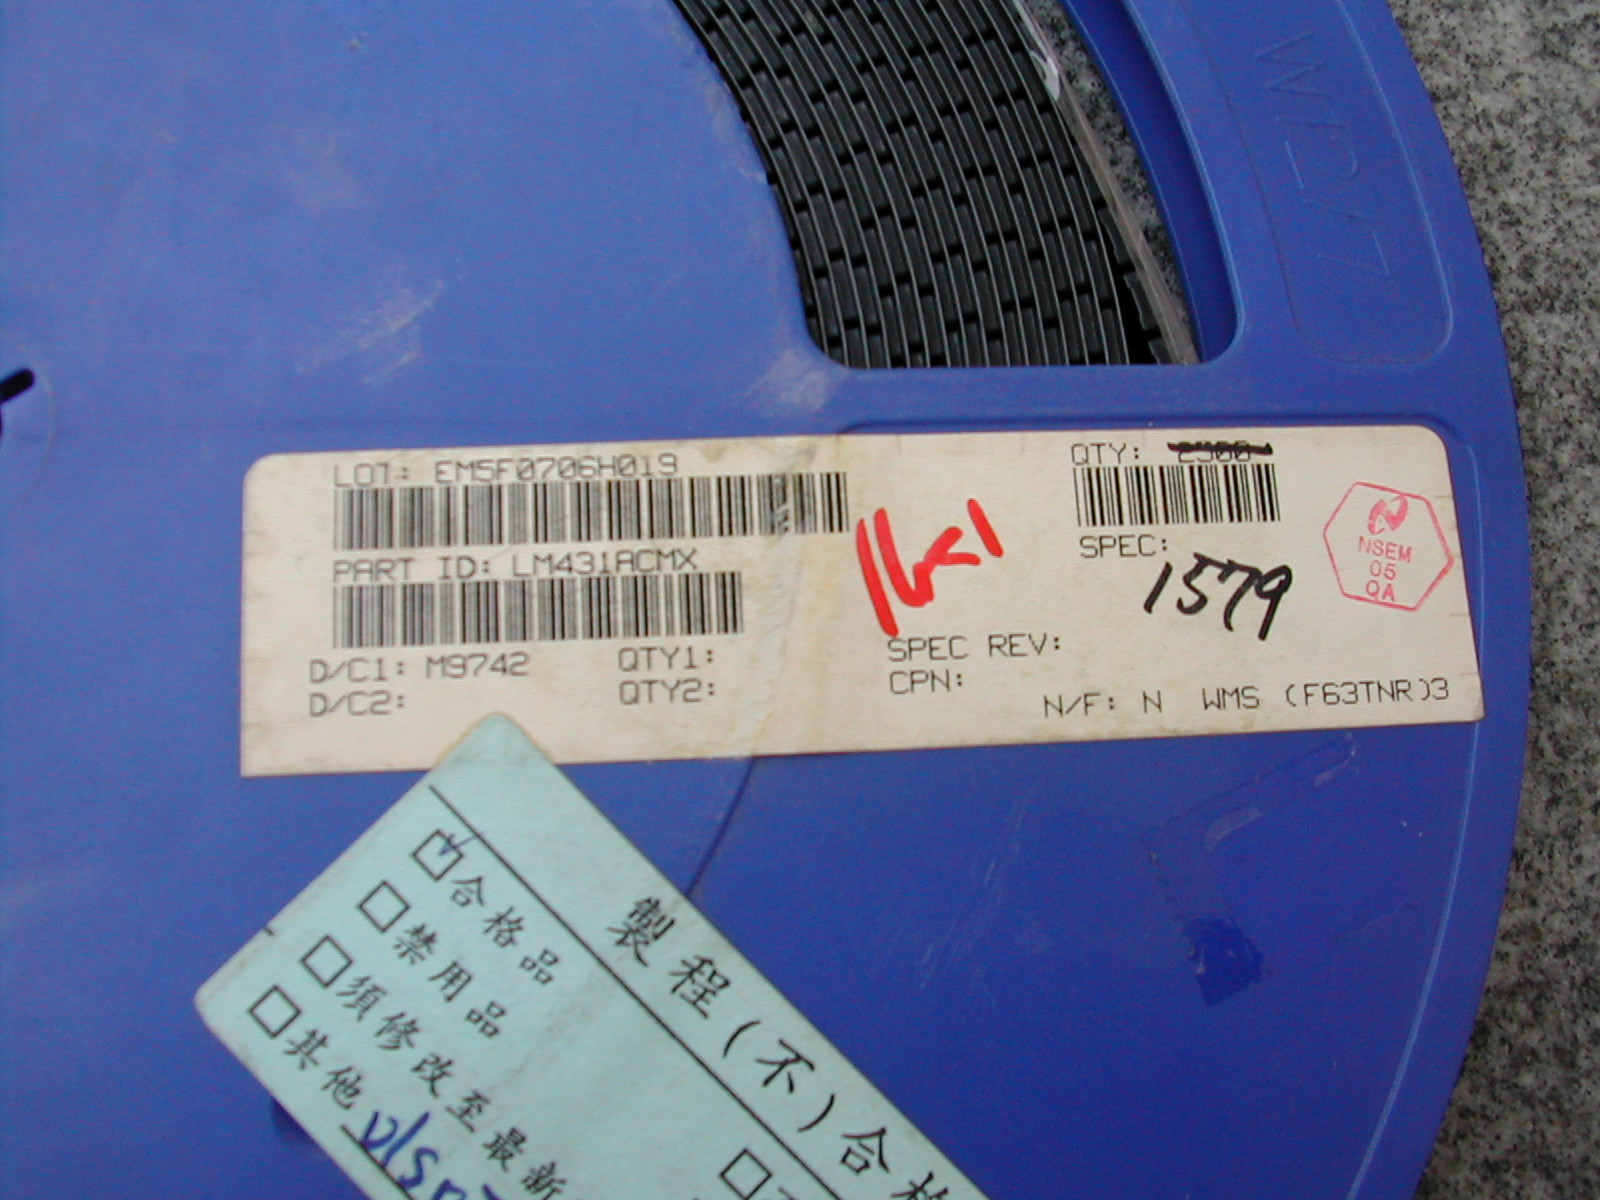 LOT: EM5F0706H019
PART ID: LM431ACMX
D/C1: M9742 QTY1:
D/C2: QTY2:
QTY: 2500
SPEC:
1579
SPEC REV:
CPN:
N/F: N WMS (F63TNR)3
NSEM
05
QA
製程(不)合格
合格品
禁用品
須修改至最新
其他